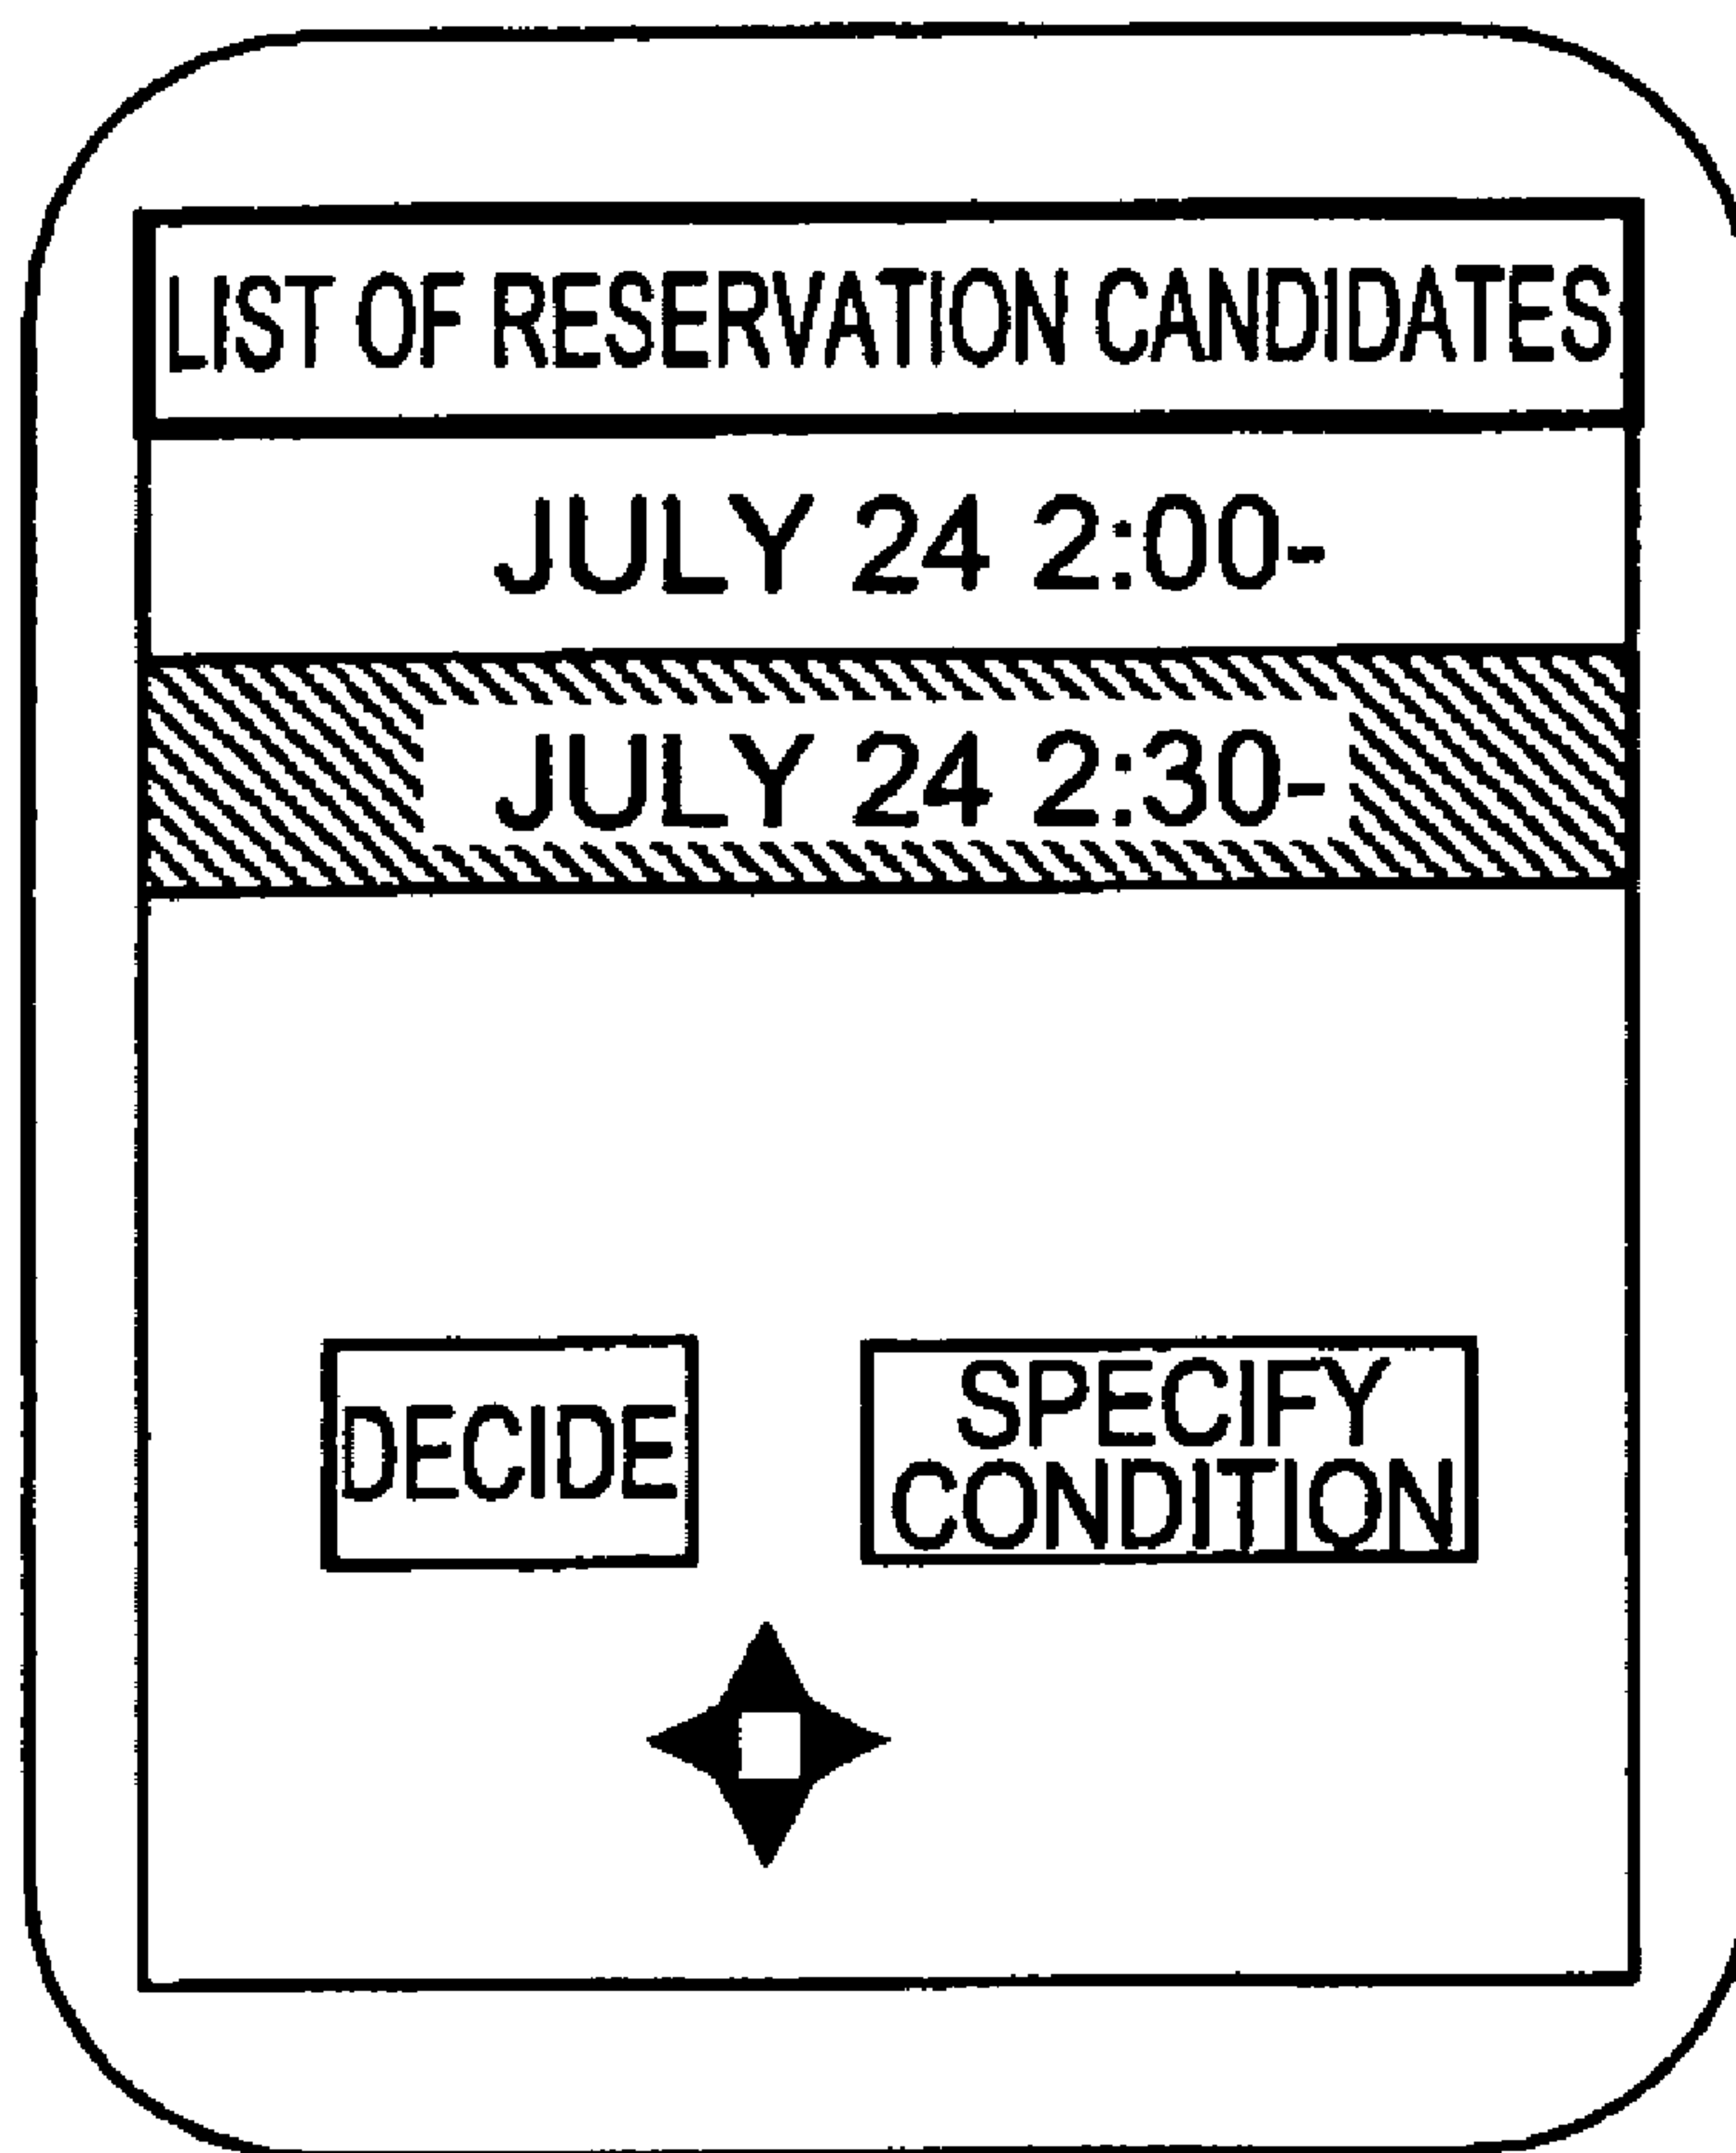 LIST OF RESERVATION CANDIDATES
JULY 24 2:00-
JULY 24 2:30-
DECIDE
SPECIFY
CONDITION